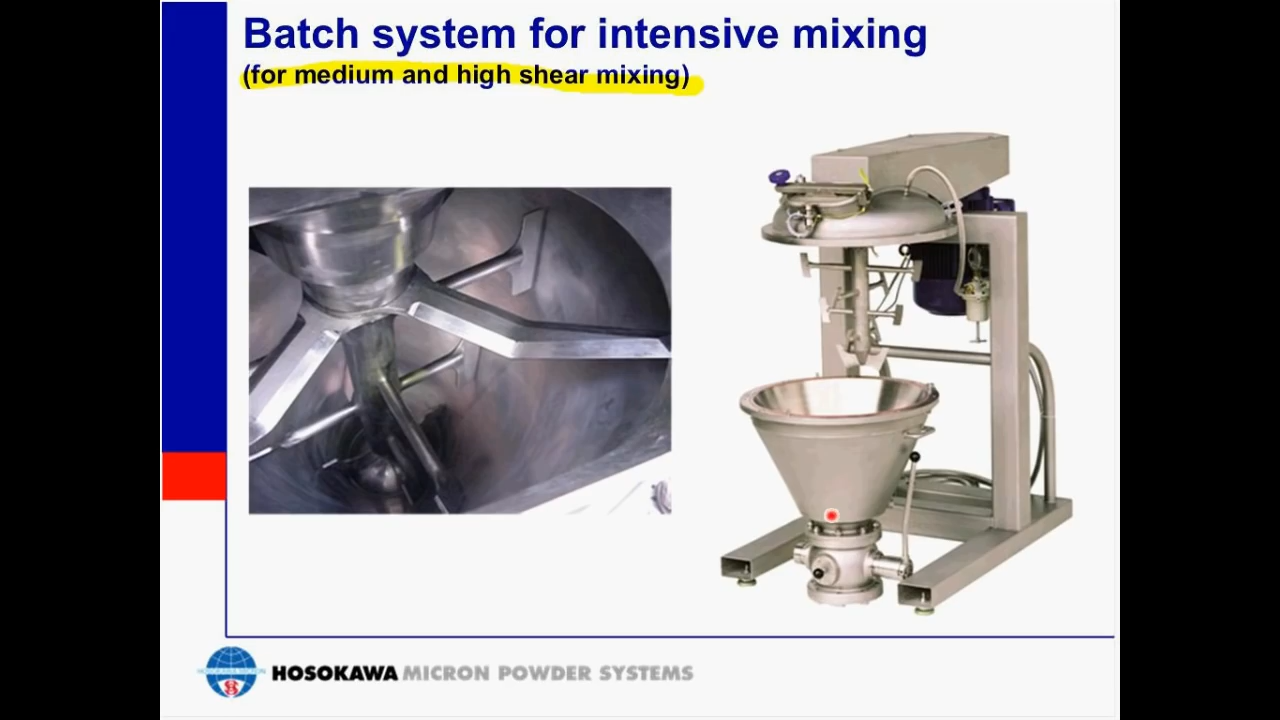 Batch system for intensive mixing
(for medium and high shear mixing)
HOSOKAWA MICRON POWDER SYSTEMS